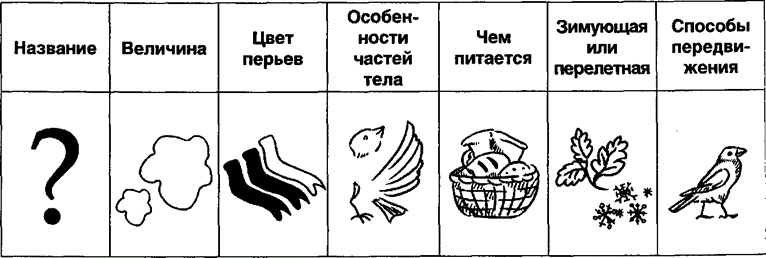 Название
Величина
Цвет
перьев
Особен-
ности
частей
тела
Чем
питается
Зимующая
или
перелетная
Способы
передви-
жения
?